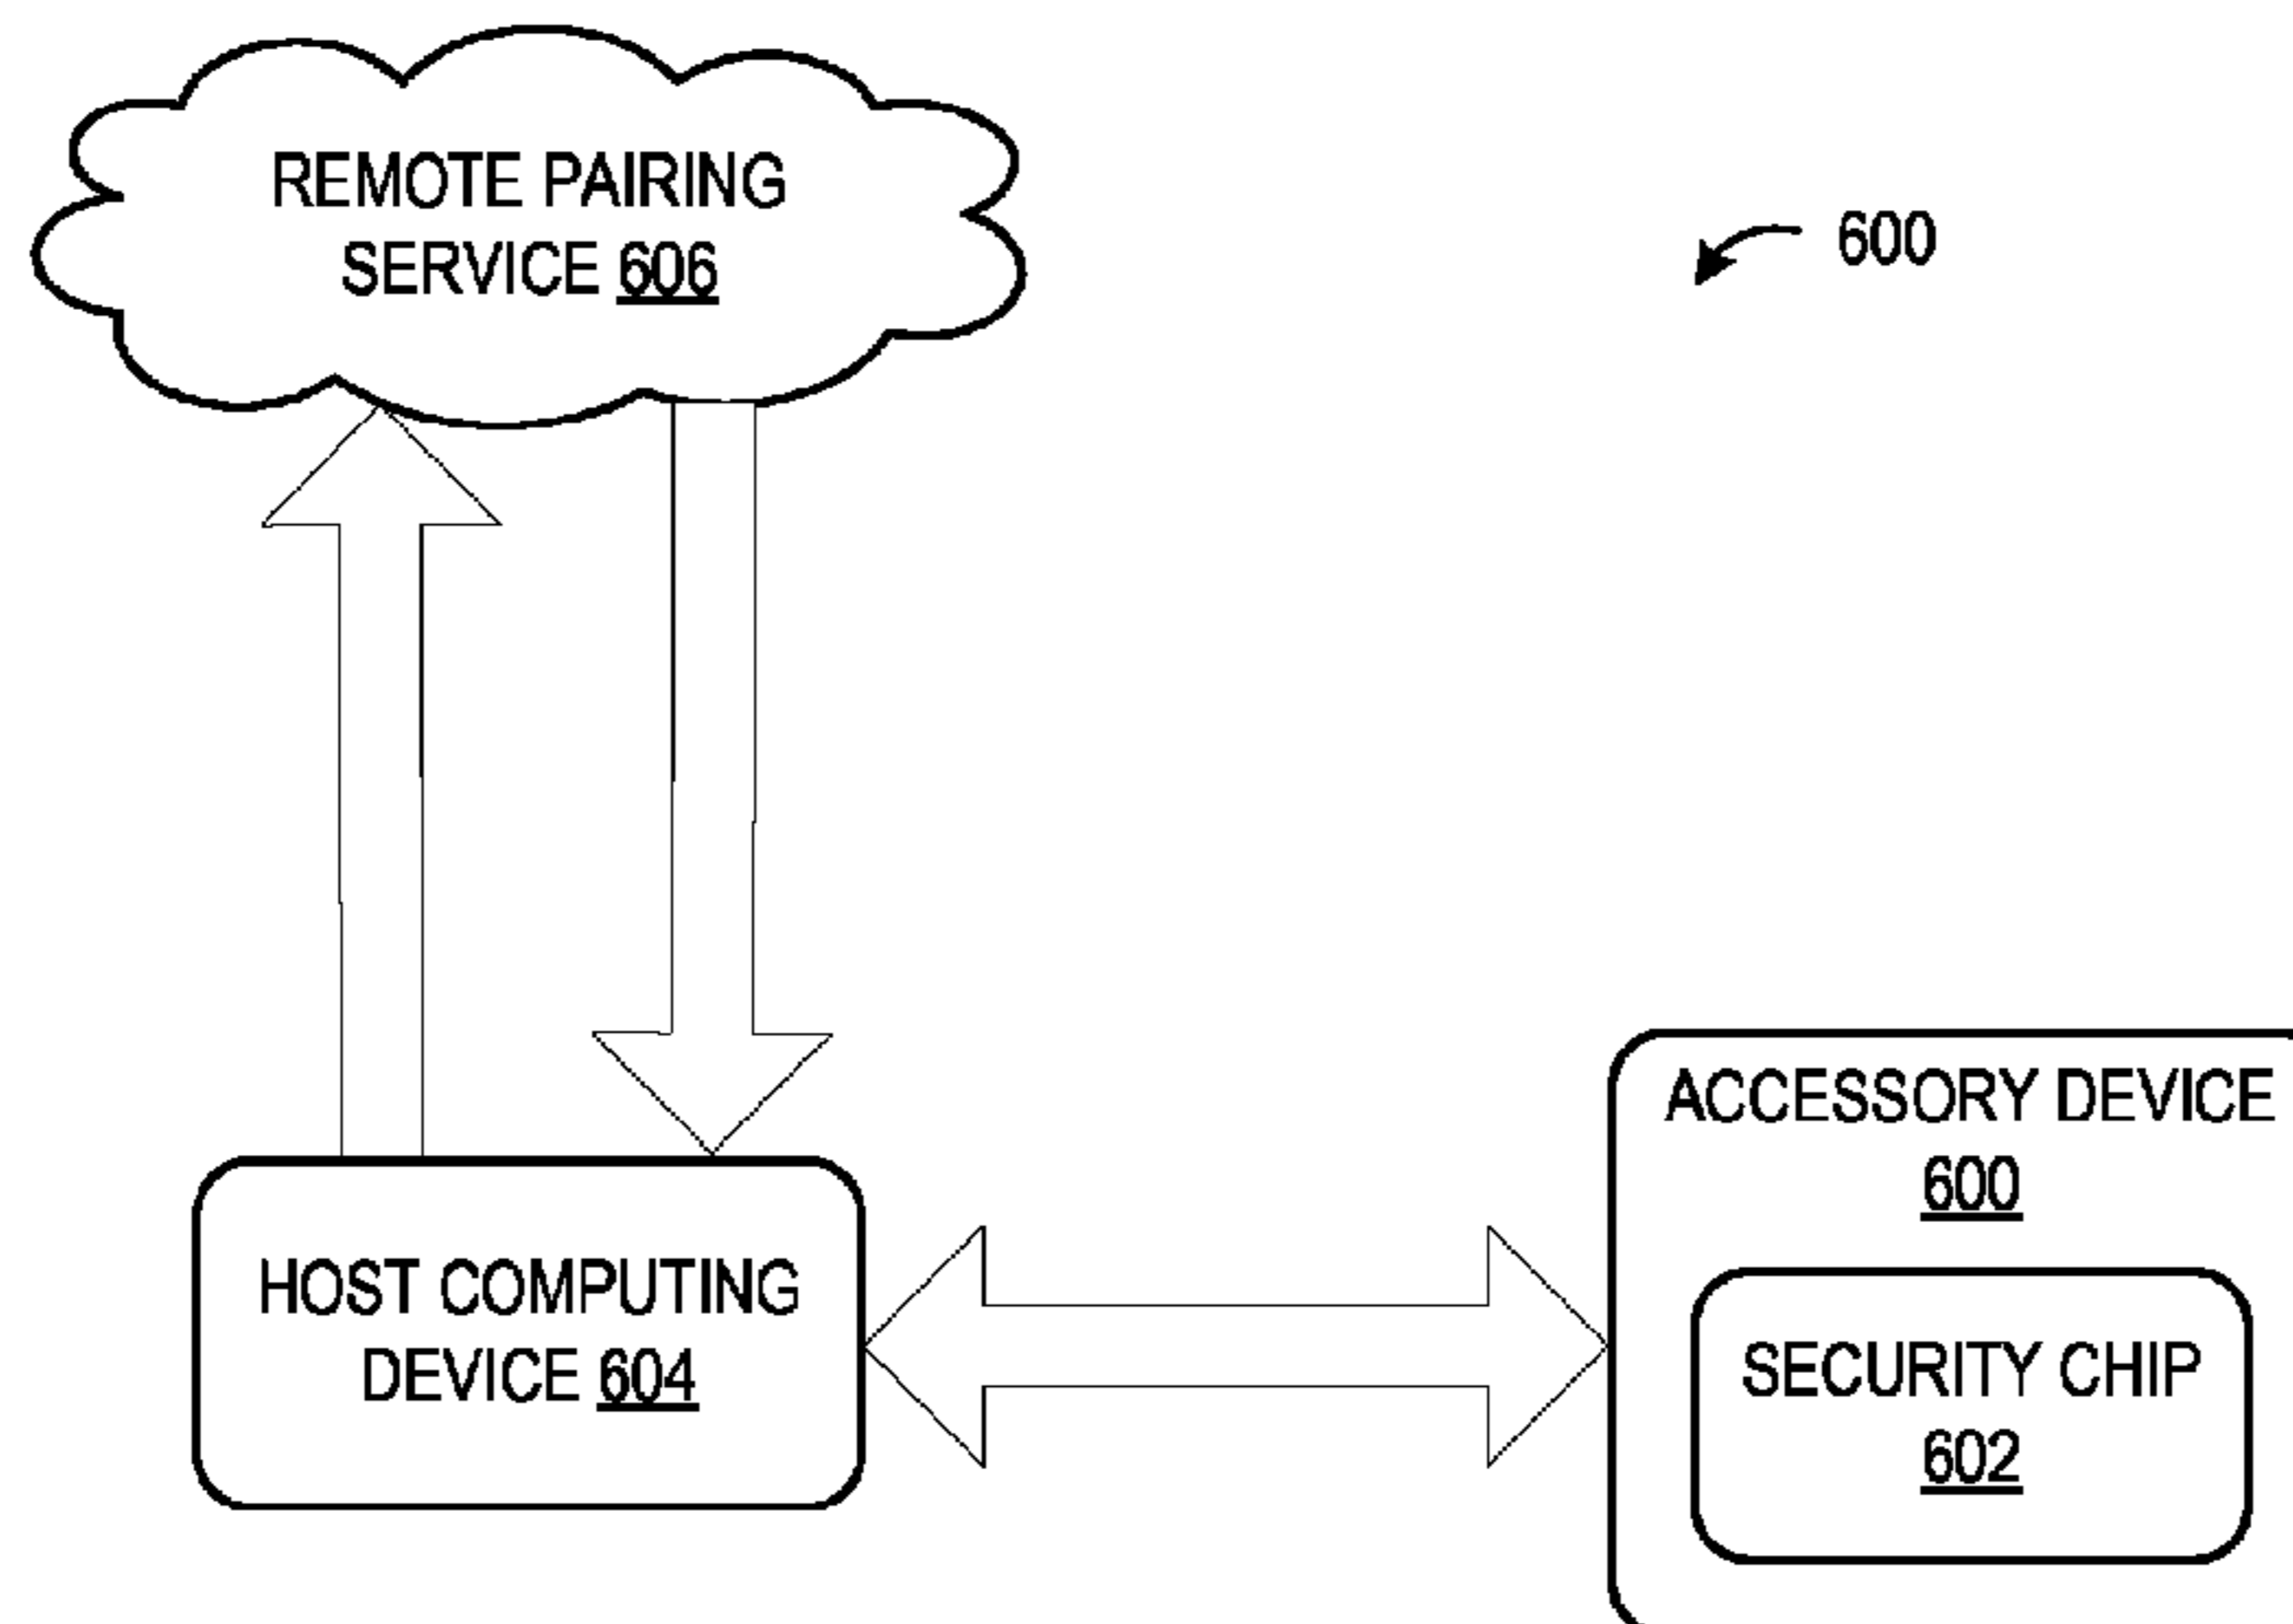 REMOTE PAIRING
SERVICE 606
600
ACCESSORY DEVICE
600
HOST COMPUTING
DEVICE 604
SECURITY CHIP
602